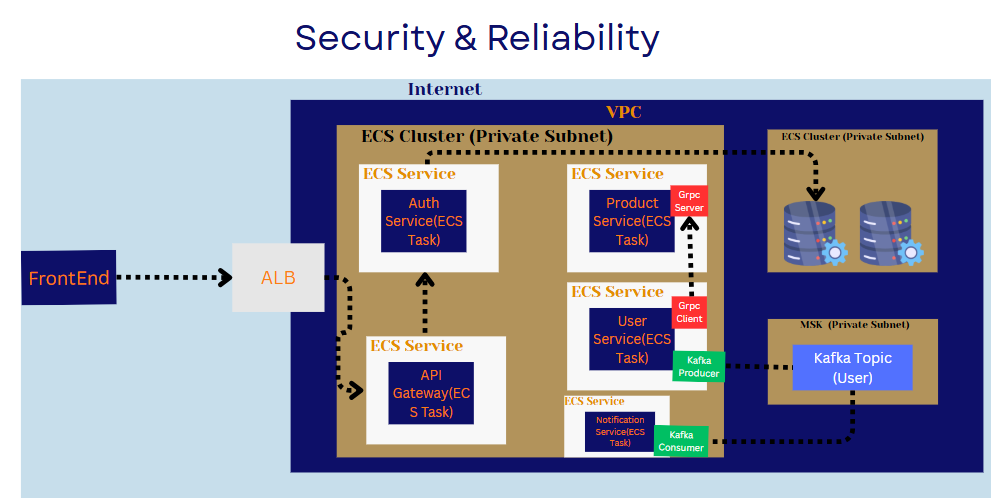 Security & Reliability
Internet
VPC
ECS Cluster (Private Subnet)
ECS Cluster (Private Subnet)
ECS Service
Auth
Service(ECS
Task)
ECS Service
Product
Service(ECS
Task)
Grpc
Server
FrontEnd
ALB
ECS Service
User
Service(ECS
Task)
Grpc
Client
Kafka
Producer
MSK (Private Subnet)
Kafka Topic
(User)
ECS Service
API
Gateway(EC
S Task)
ECS Service
Notification
Service(ECS
Task)
Kafka
Consumer